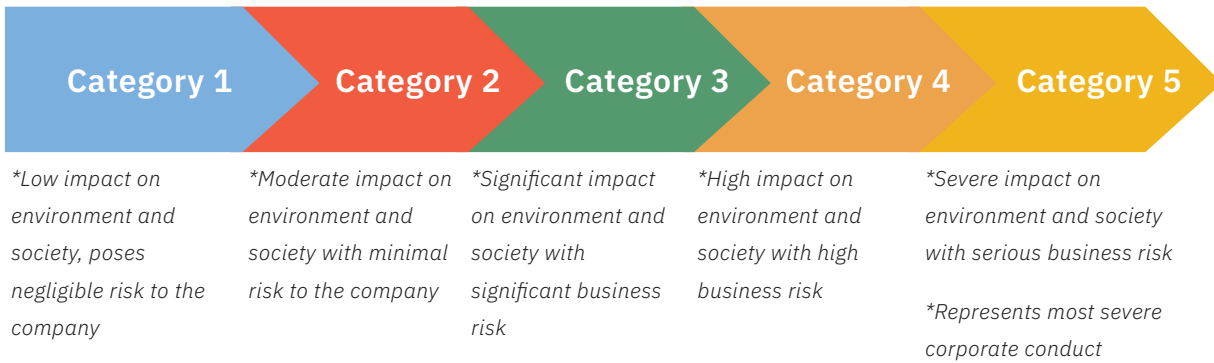 Category 1
Category 2
Category 3
Category 4
Category 5
*Low impact on
environment and
society, poses
negligible risk to the
company
*Moderate impact on
environment and
society with minimal
risk to the company
*Significant impact
on environment and
society with
significant business
risk
*High impact on
environment and
society with high
business risk
*Severe impact on
environment and society
with serious business risk
*Represents most severe
corporate conduct